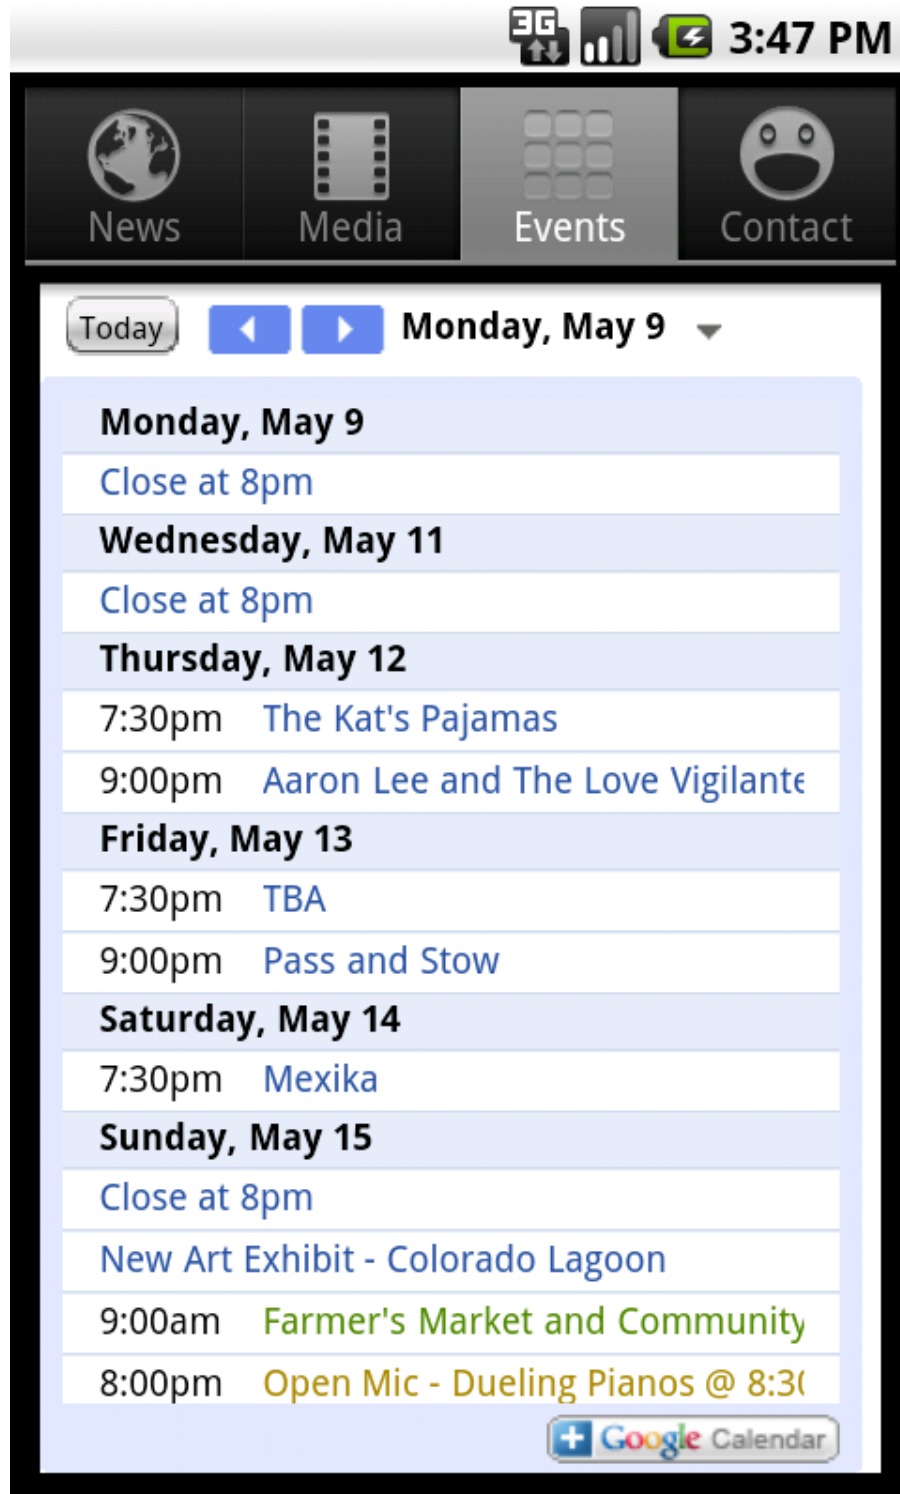 3G 3:47 PM
News Media Events Contact
Today Monday, May 9
Monday, May 9
Close at 8pm
Wednesday, May 11
Close at 8pm
Thursday, May 12
7:30pm The Kat's Pajamas
9:00pm Aaron Lee and The Love Vigilante
Friday, May 13
7:30pm TBA
9:00pm Pass and Stow
Saturday, May 14
7:30pm Mexika
Sunday, May 15
Close at 8pm
New Art Exhibit - Colorado Lagoon
9:00am Farmer's Market and Community
8:00pm Open Mic - Dueling Pianos @ 8:30
Google Calendar